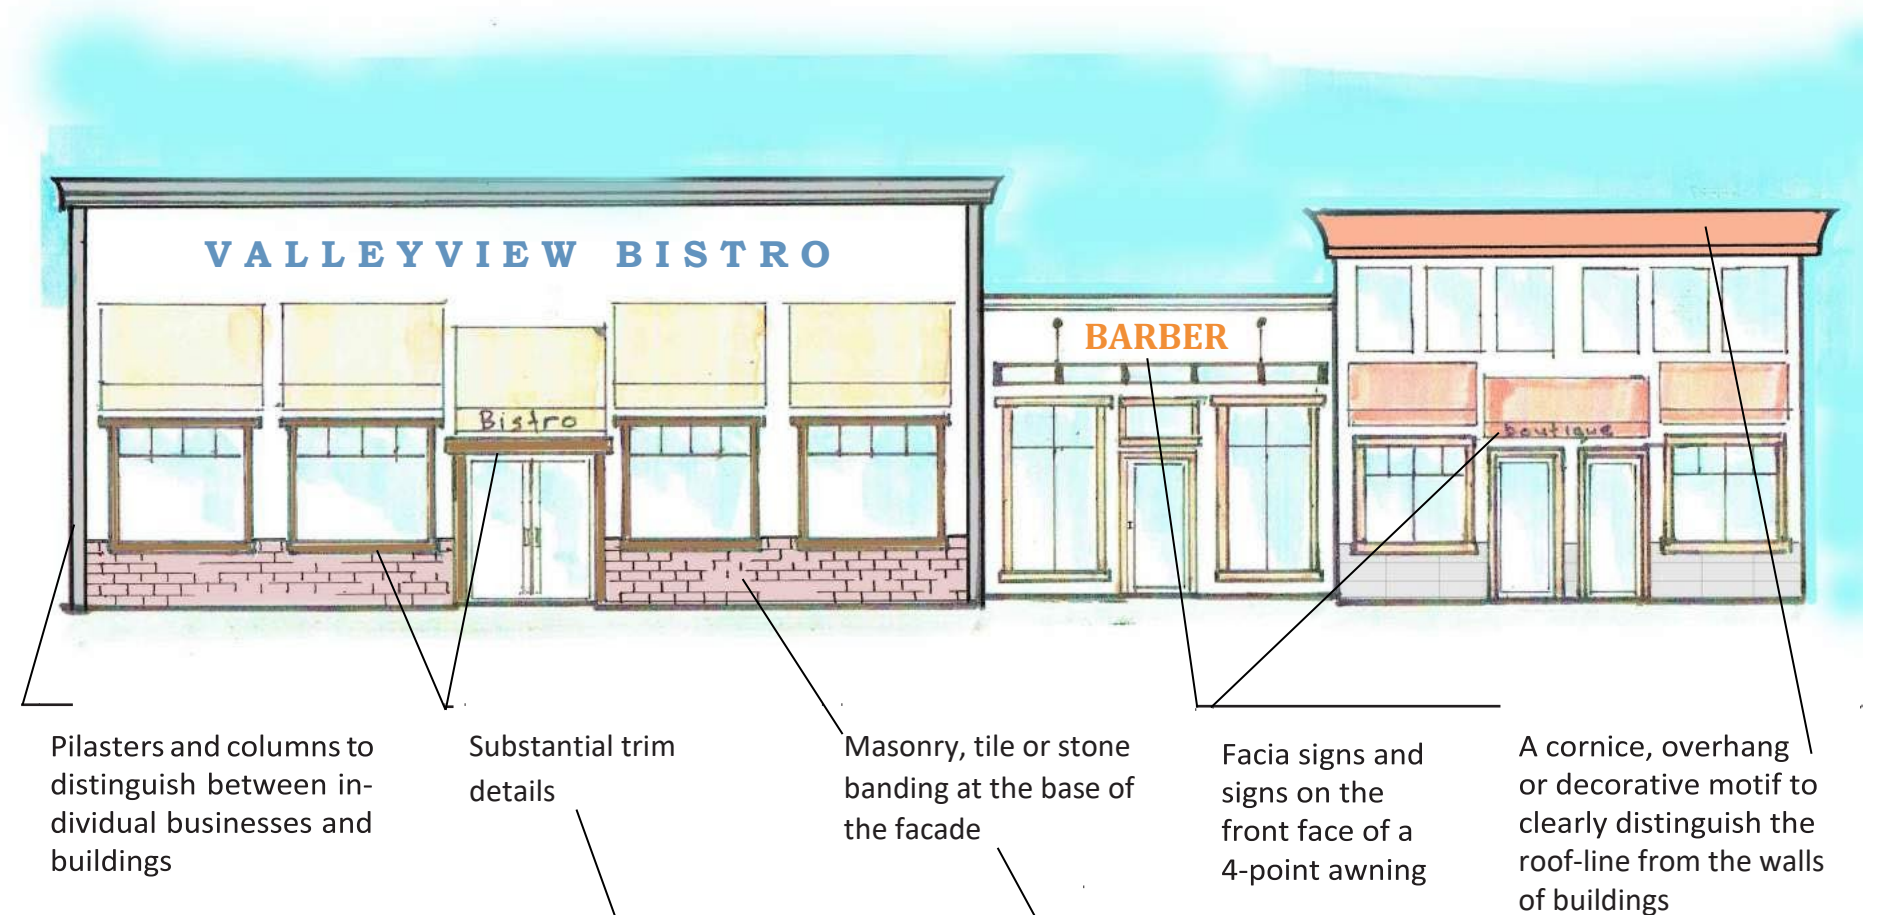 VALLEYVIEW BISTRO
BARBER
Bistro
boutique
Pilasters and columns to
distinguish between in-
dividual businesses and
buildings
Substantial trim
details
Masonry, tile or stone
banding at the base of
the facade
Facia signs and
signs on the
front face of a
4-point awning
A cornice, overhang
or decorative motif to
clearly distinguish the
roof-line from the walls
of buildings